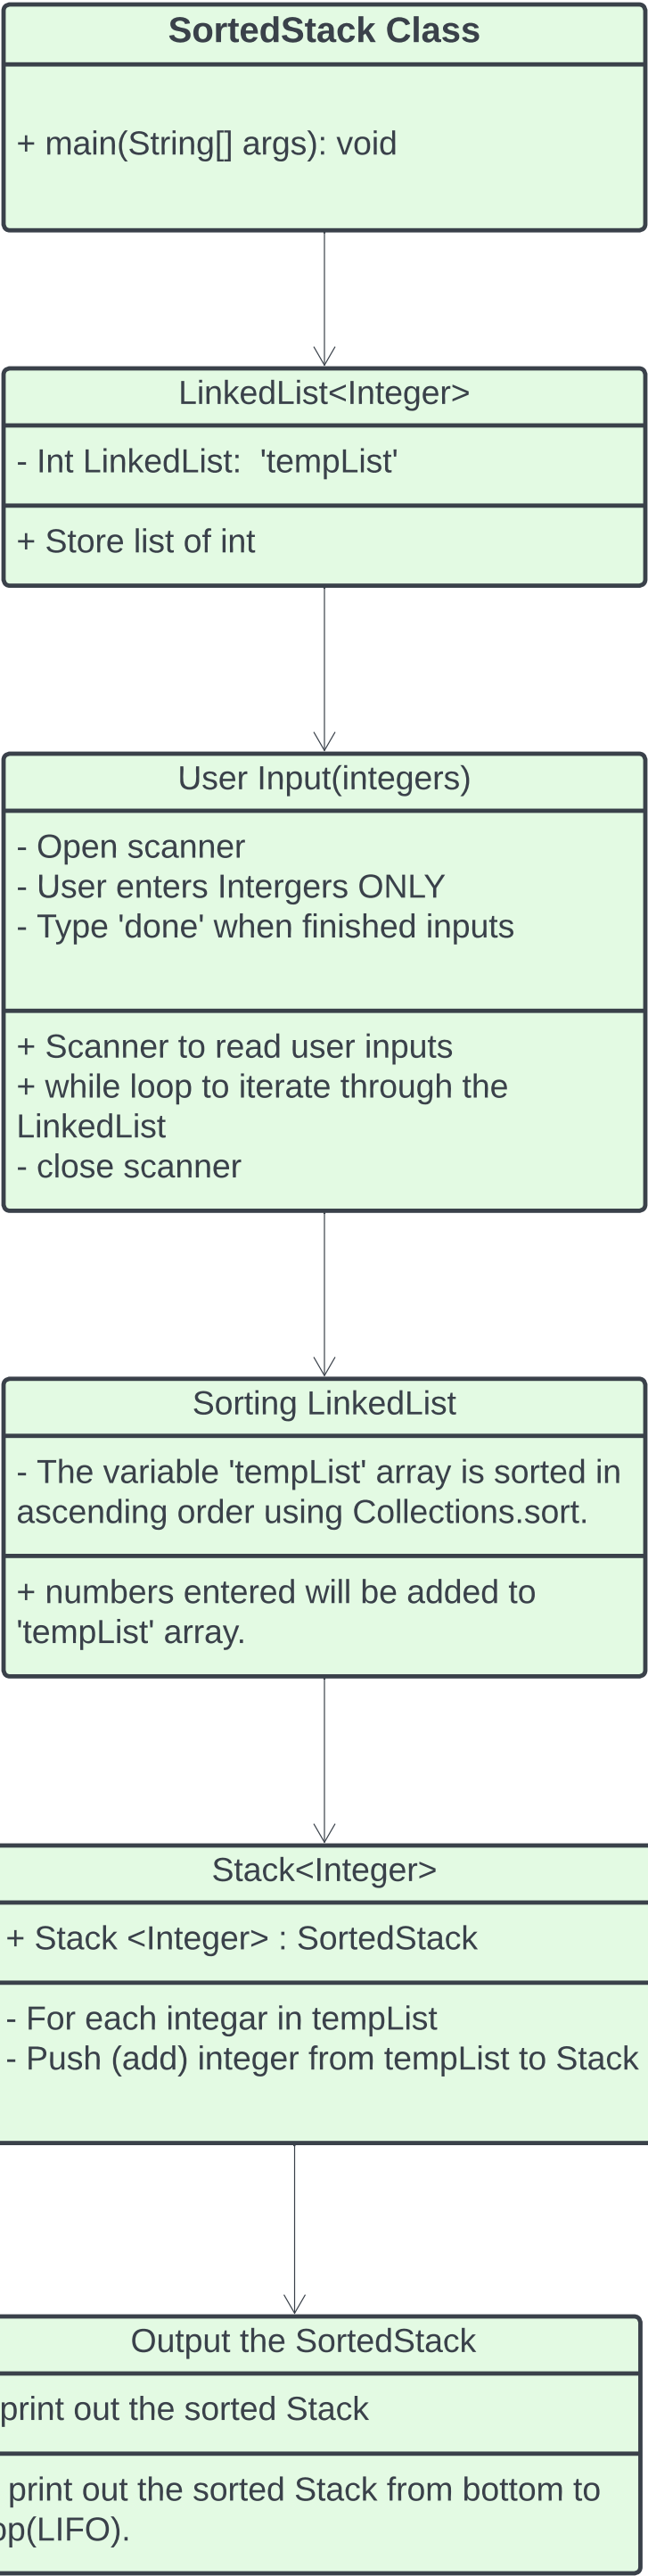 SortedStack Class
+ main(String[] args): void
LinkedList<Integer>
- Int LinkedList:  'tempList'
+ Store list of int
User Input(integers)
- Open scanner
- User enters Intergers ONLY
- Type 'done' when finished inputs
+ Scanner to read user inputs
+ while loop to iterate through the
LinkedList
- close scanner
Sorting LinkedList
- The variable 'tempList' array is sorted in
ascending order using Collections.sort.
+ numbers entered will be added to
'tempList' array.
Stack<Integer>
+ Stack <Integer> : SortedStack
- For each integar in tempList
- Push (add) integer from tempList to Stack
Output the SortedStack
print out the sorted Stack
print out the sorted Stack from bottom to
op(LIFO).